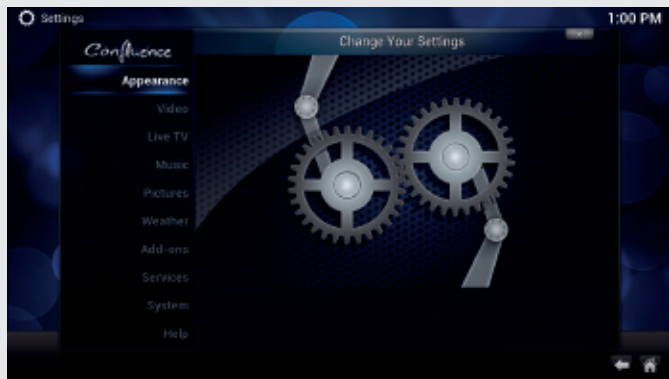 Settings
1:00 PM
Confluence
Change Your Settings
Appearance
Video
Live TV
Music
Pictures
Weather
Add-ons
Services
System
Help